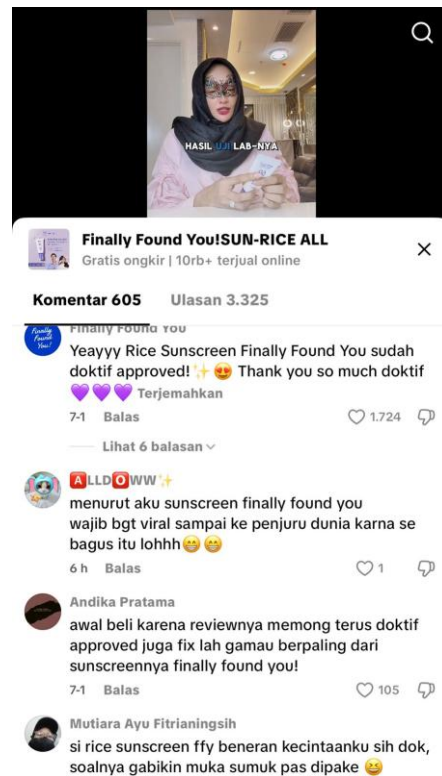 HASIL UJI LAB-NYA
Finally Found You!SUN-RICE ALL
Gratis ongkir | 10rb+ terjual online
Komentar 605 Ulasan 3.325
Finally Found You
Yeayyy Rice Sunscreen Finally Found You sudah
doktif approved!✨😍 Thank you so much doktif
💜💜💜 Terjemahkan
7-1 Balas 1.724
Lihat 6 balasan
🅰LLD🅾WW✨
menurut aku sunscreen finally found you
wajib bgt viral sampai ke penjuru dunia karna se
bagus itu lohhh😁😁
6 h Balas 1
Andika Pratama
awal beli karena reviewnya memong terus doktif
approved juga fix lah gamau berpaling dari
sunscreennya finally found you!
7-1 Balas 105
Mutiara Ayu Fitrianingsih
si rice sunscreen ffy beneran kecintaanku sih dok,
soalnya gabikin muka sumuk pas dipake 😆